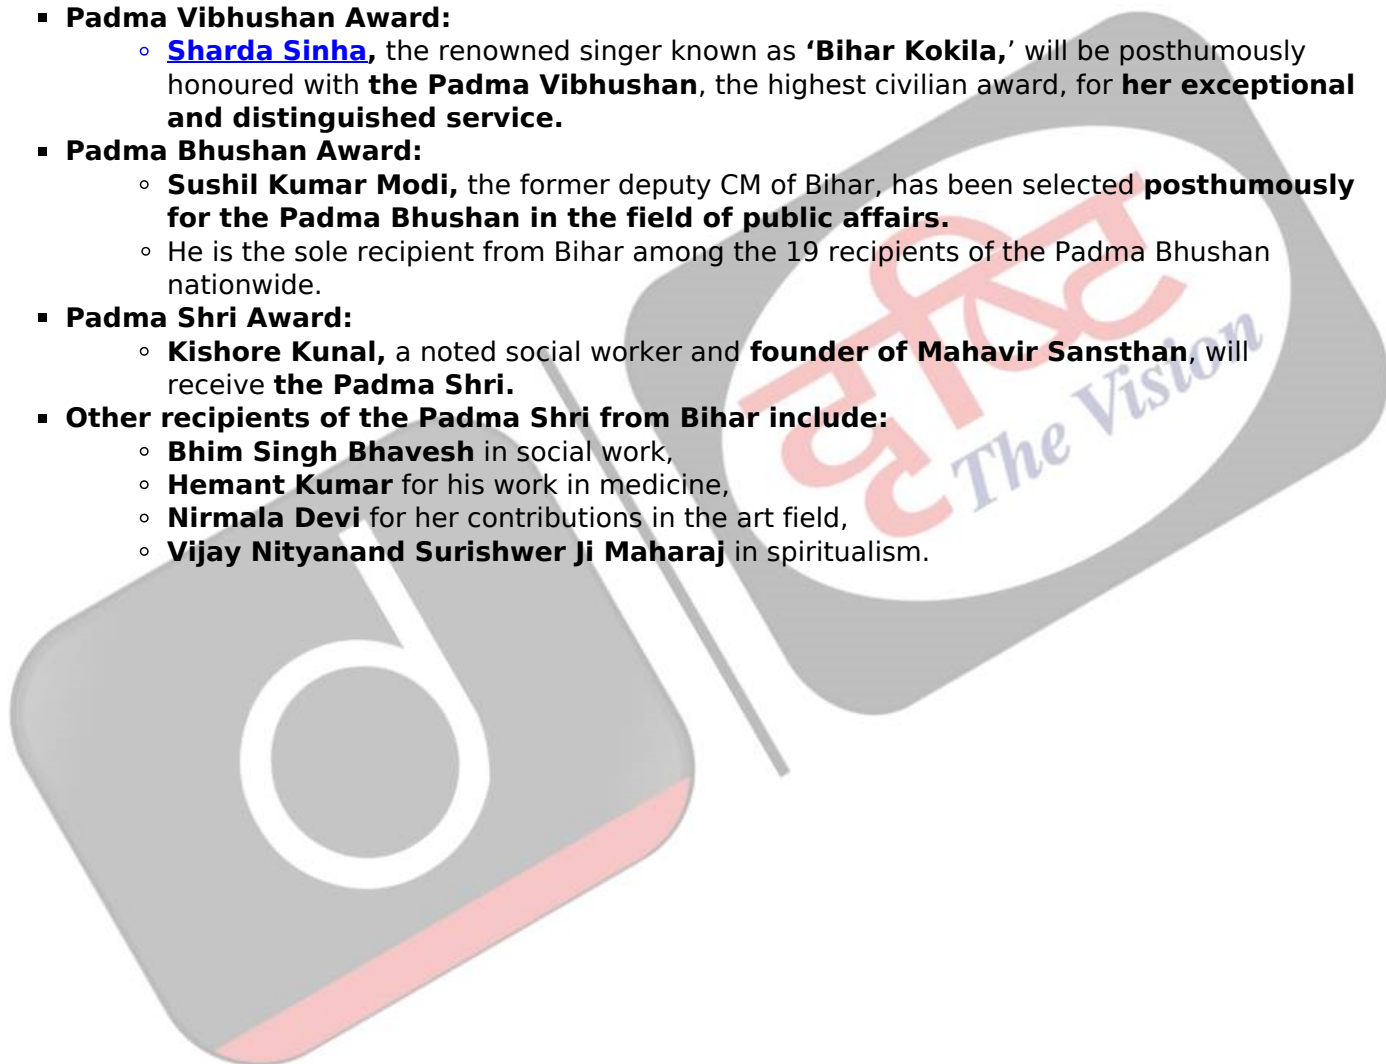 ▪ Padma Vibhushan Award:
◦ Sharda Sinha, the renowned singer known as ‘Bihar Kokila,’ will be posthumously
honoured with the Padma Vibhushan, the highest civilian award, for her exceptional
and distinguished service.
▪ Padma Bhushan Award:
◦ Sushil Kumar Modi, the former deputy CM of Bihar, has been selected posthumously
for the Padma Bhushan in the field of public affairs.
◦ He is the sole recipient from Bihar among the 19 recipients of the Padma Bhushan
nationwide.
▪ Padma Shri Award:
◦ Kishore Kunal, a noted social worker and founder of Mahavir Sansthan, will
receive the Padma Shri.
▪ Other recipients of the Padma Shri from Bihar include:
◦ Bhim Singh Bhavesh in social work,
◦ Hemant Kumar for his work in medicine,
◦ Nirmala Devi for her contributions in the art field,
◦ Vijay Nityanand Surishwer Ji Maharaj in spiritualism.
दृष्टि
The Vision
d